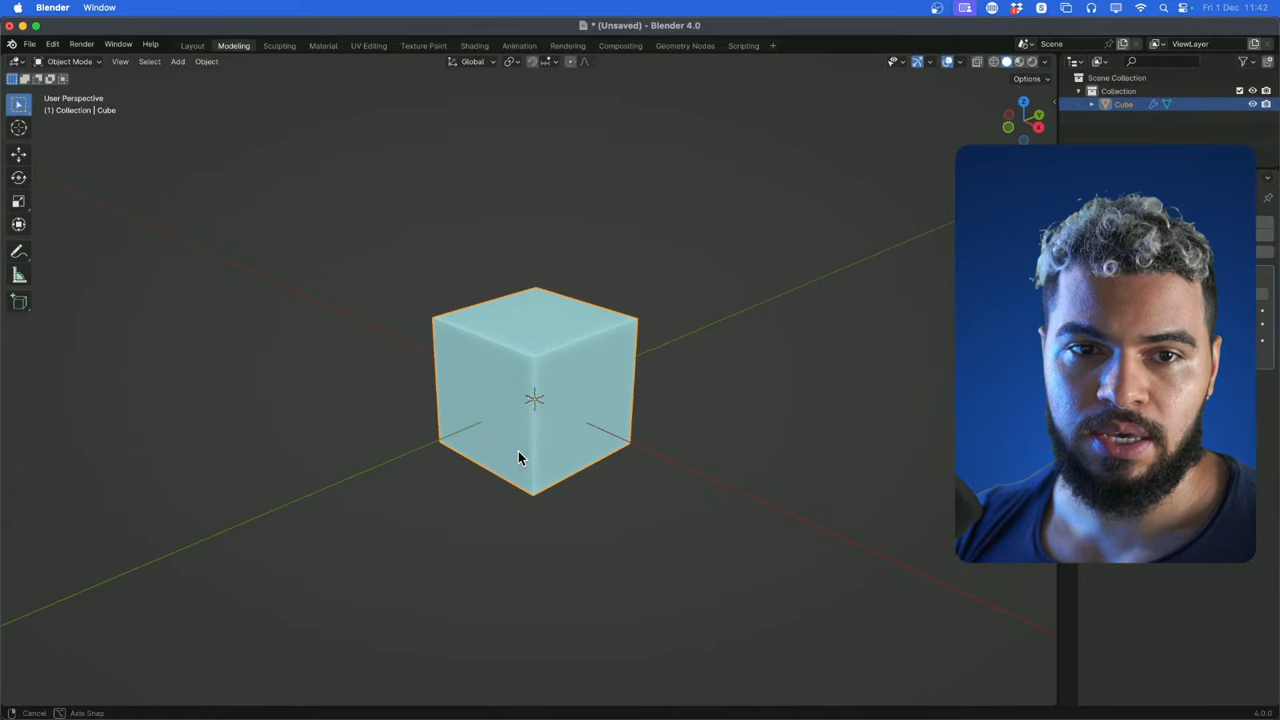 Blender Window Fri 1 Dec 11:42
* (Unsaved) - Blender 4.0
File Edit Render Window Help Layout Modeling Sculpting Material UV Editing Texture Paint Shading Animation Rendering Compositing Geometry Nodes Scripting + Scene ViewLayer
Object Mode View Select Add Object Global
Options
Scene Collection
Collection
Cube
User Perspective
(1) Collection | Cube
Z
Y
X
Cancel Axis Snap 4.0.0